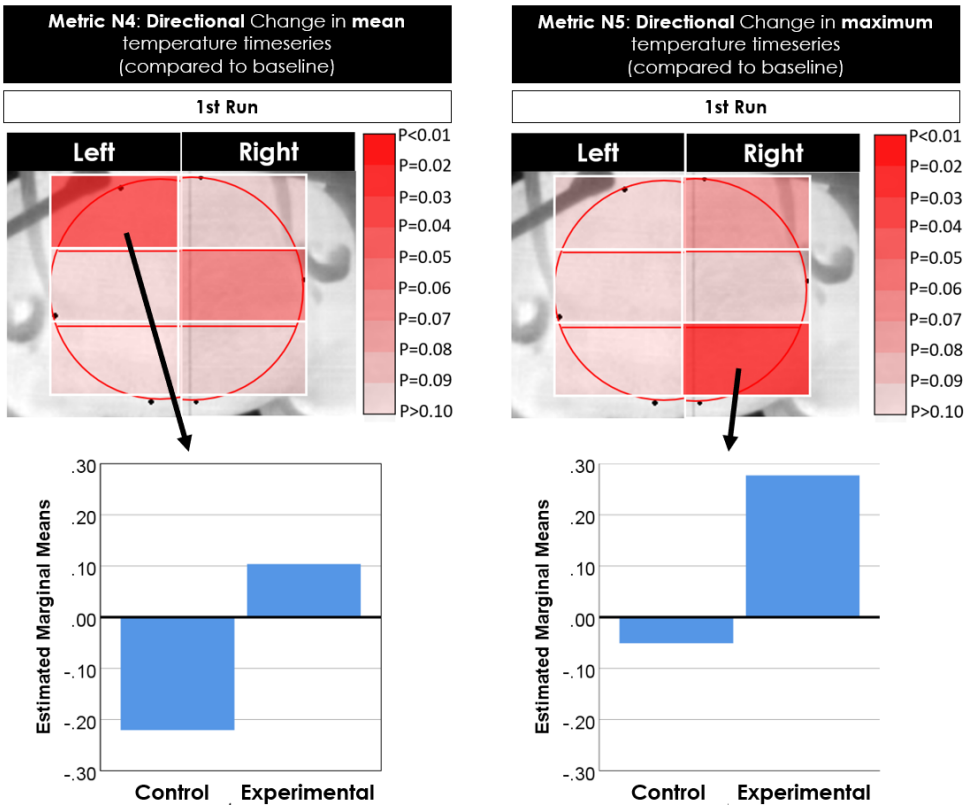 Metric N4: Directional Change in mean
temperature timeseries
(compared to baseline)
1st Run
Left
Right
P<0.01
P=0.02
P=0.03
P=0.04
P=0.05
P=0.06
P=0.07
P=0.08
P=0.09
P>0.10
Estimated Marginal Means
.30
.20
.10
.00
-.10
-.20
-.30
Control
Experimental
Metric N5: Directional Change in maximum
temperature timeseries
(compared to baseline)
1st Run
Left
Right
P<0.01
P=0.02
P=0.03
P=0.04
P=0.05
P=0.06
P=0.07
P=0.08
P=0.09
P>0.10
Estimated Marginal Means
.30
.20
.10
.00
-.10
-.20
-.30
Control
Experimental